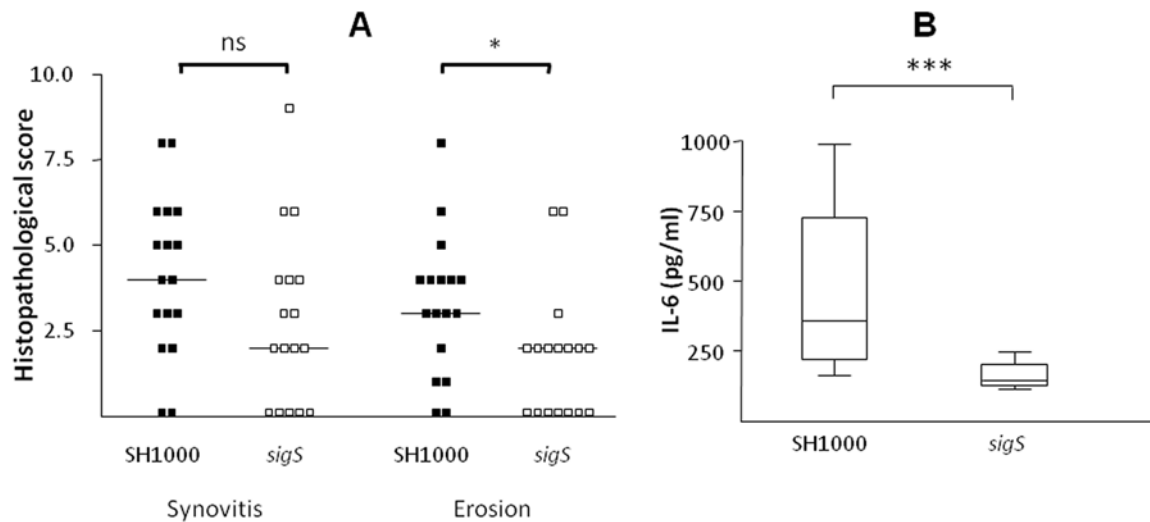 A
ns
*
10.0
7.5
5.0
2.5
Histopathological score
SH1000
sigS
SH1000
sigS
Synovitis
Erosion
B
***
1000
750
500
250
IL-6 (pg/ml)
SH1000
sigS